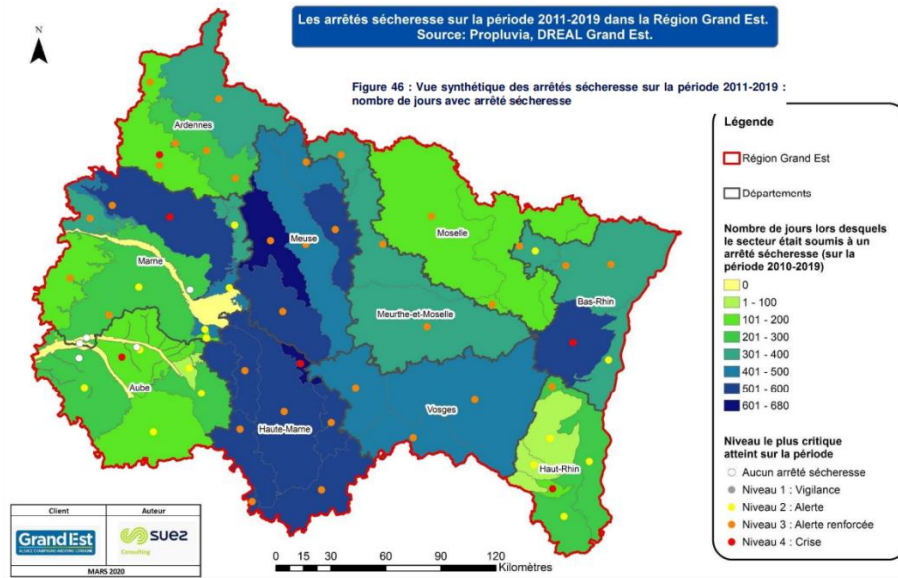 Les arrêtés sécheresse sur la période 2011-2019 dans la Région Grand Est.
Source: Propluvia, DREAL Grand Est.
N
Figure 46 : Vue synthétique des arrêtés sécheresse sur la période 2011-2019 :
nombre de jours avec arrêté sécheresse
Ardennes
Marne
Meuse
Moselle
Meurthe-et-Moselle
Bas-Rhin
Aube
Haute-Marne
Vosges
Haut-Rhin
Légende
Région Grand Est
Départements
Nombre de jours lors desquels
le secteur était soumis à un
arrêté sécheresse (sur la
période 2010-2019)
0
1 - 100
101 - 200
201 - 300
301 - 400
401 - 500
501 - 600
601 - 680
Niveau le plus critique
atteint sur la période
Aucun arrêté sécheresse
Niveau 1 : Vigilance
Niveau 2 : Alerte
Niveau 3 : Alerte renforcée
Niveau 4 : Crise
Client
Auteur
GrandEst
suez
Consulting
MARS 2020
0 15 30 60 90 120
Kilomètres